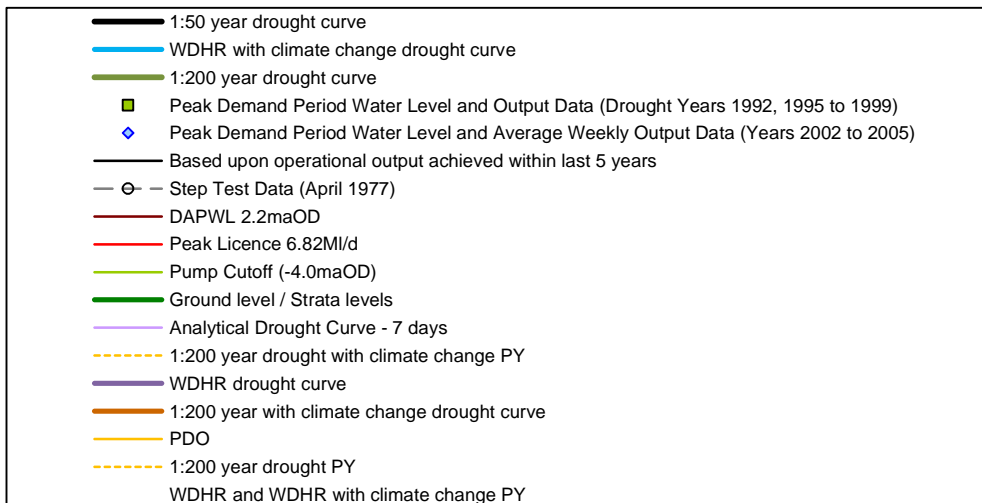 1:50 year drought curve
WDHR with climate change drought curve
1:200 year drought curve
Peak Demand Period Water Level and Output Data (Drought Years 1992, 1995 to 1999)
Peak Demand Period Water Level and Average Weekly Output Data (Years 2002 to 2005)
Based upon operational output achieved within last 5 years
Step Test Data (April 1977)
DAPWL 2.2maOD
Peak Licence 6.82Ml/d
Pump Cutoff (-4.0maOD)
Ground level / Strata levels
Analytical Drought Curve - 7 days
1:200 year drought with climate change PY
WDHR drought curve
1:200 year with climate change drought curve
PDO
1:200 year drought PY
WDHR and WDHR with climate change PY